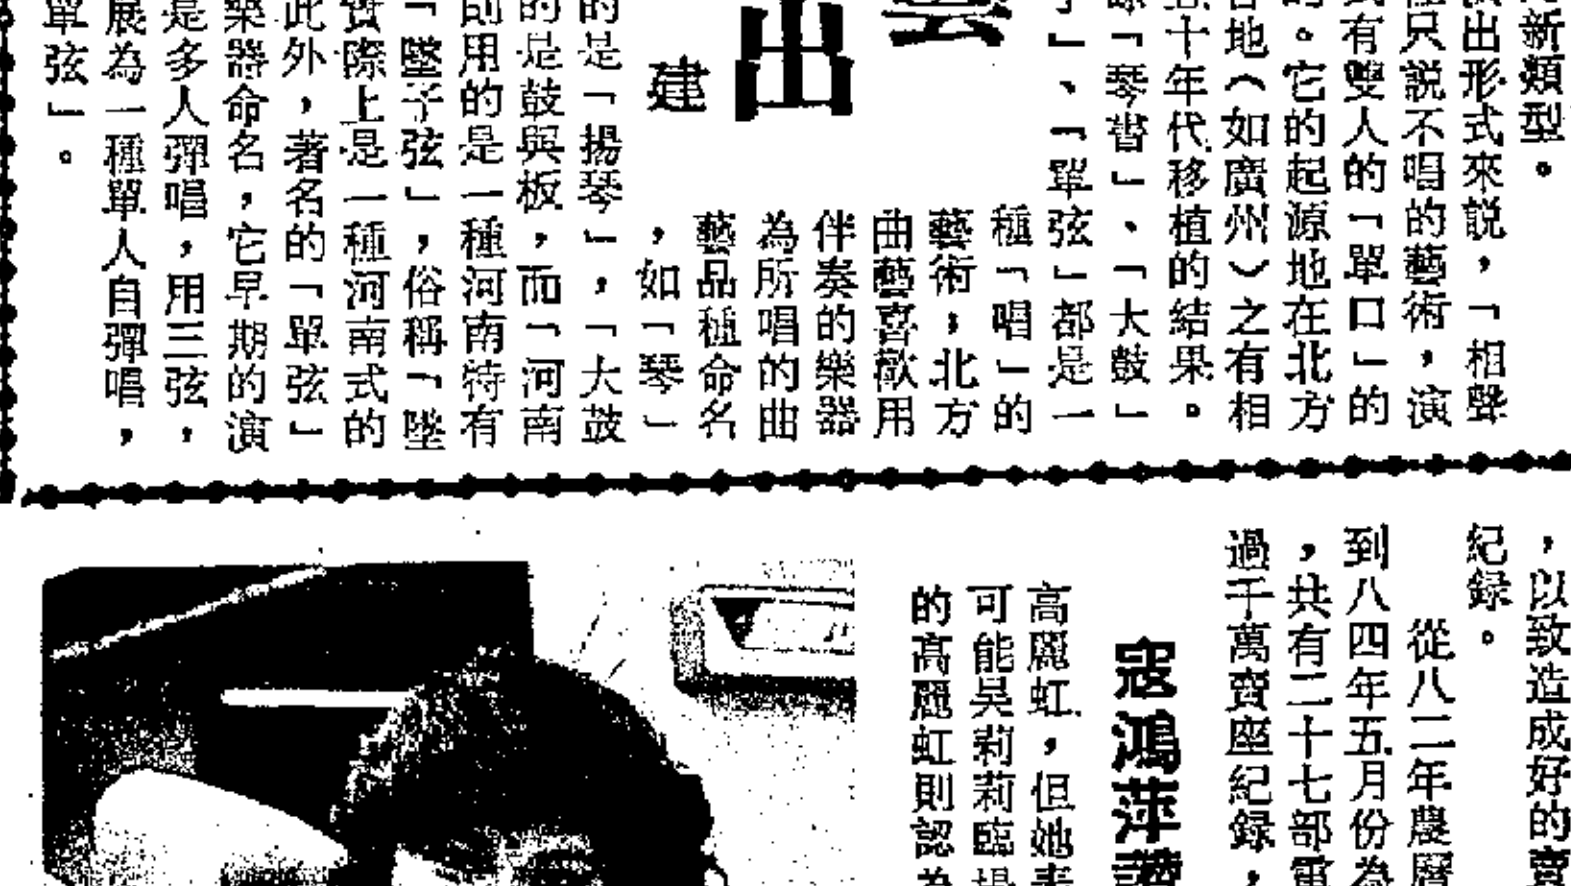 新類型。
出形式來説，「相聲
只説不唱的藝術，演
有雙人的「單口」的
。它的起源地在北方
地（如廣州）之有相
十年代移植的結果。
「琴書」、「大鼓」
」、「單弦」都是一
種「唱」的
藝術，北方
曲藝喜歡用
伴奏的樂器
為所唱的曲
藝品種命名
，如「琴」
的是「揚琴」，「大鼓
的是鼓與板，而「河南
用的是一種河南特有
「墜子弦」，俗稱「墜
實際上是一種河南式的
此外，著名的「單弦」
樂器命名，它早期的演
是多人彈唱，用三弦，
展為一種單人自彈唱，
單弦」。
出
建
，以致造成好的賣
紀錄。
從八二年農曆
到八四年五月份為
，共有二十七部電
過千萬賣座紀錄，
寇鴻萍讚
高麗虹，但她表
可能吳莉莉臨場
的高麗虹則認為